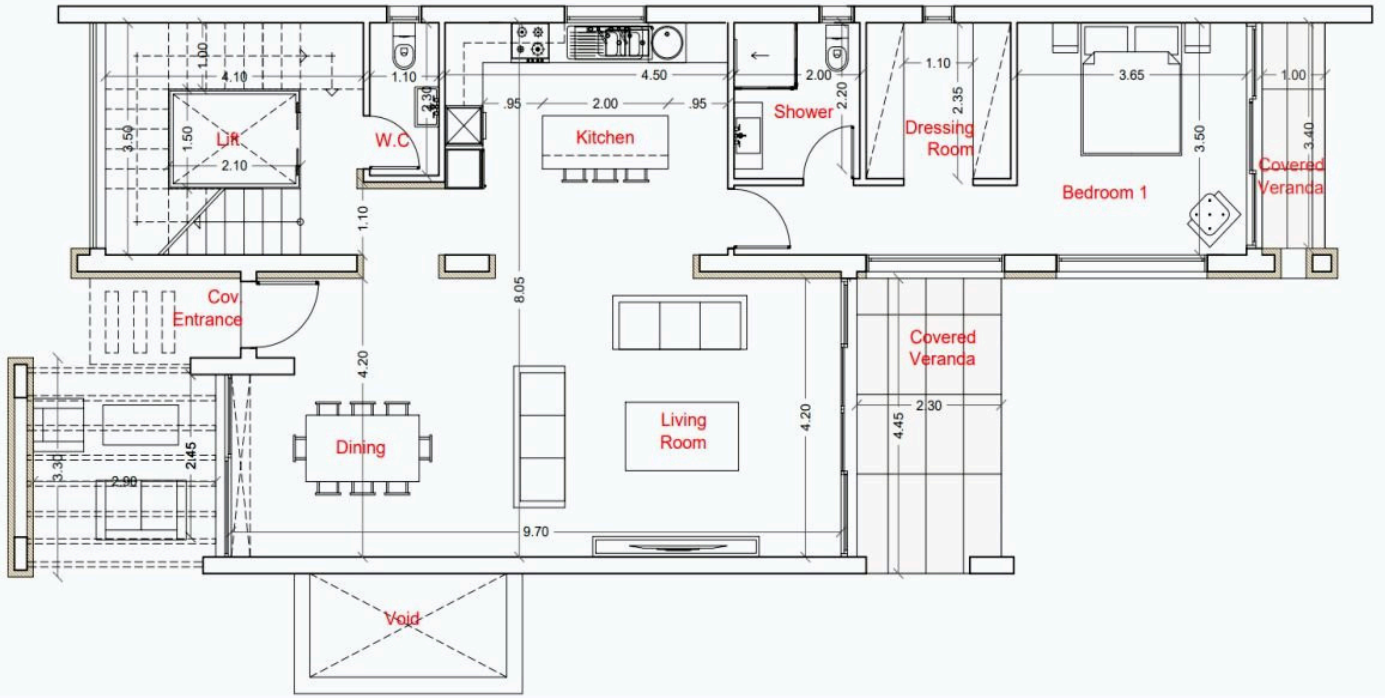 1.00
4.10
1.10
4.50
2.00
1.10
3.65
1.00
2.30
.95
2.00
.95
2.20
2.35
3.50
3.40
3.50
1.50
Lift
2.10
W.C
Kitchen
Shower
Dressing
Room
Bedroom 1
Covered
Veranda
1.10
8.05
Cov.
Entrance
Covered
Veranda
4.20
2.30
4.45
4.20
Living
Room
Dining
2.45
3.30
2.90
9.70
Void